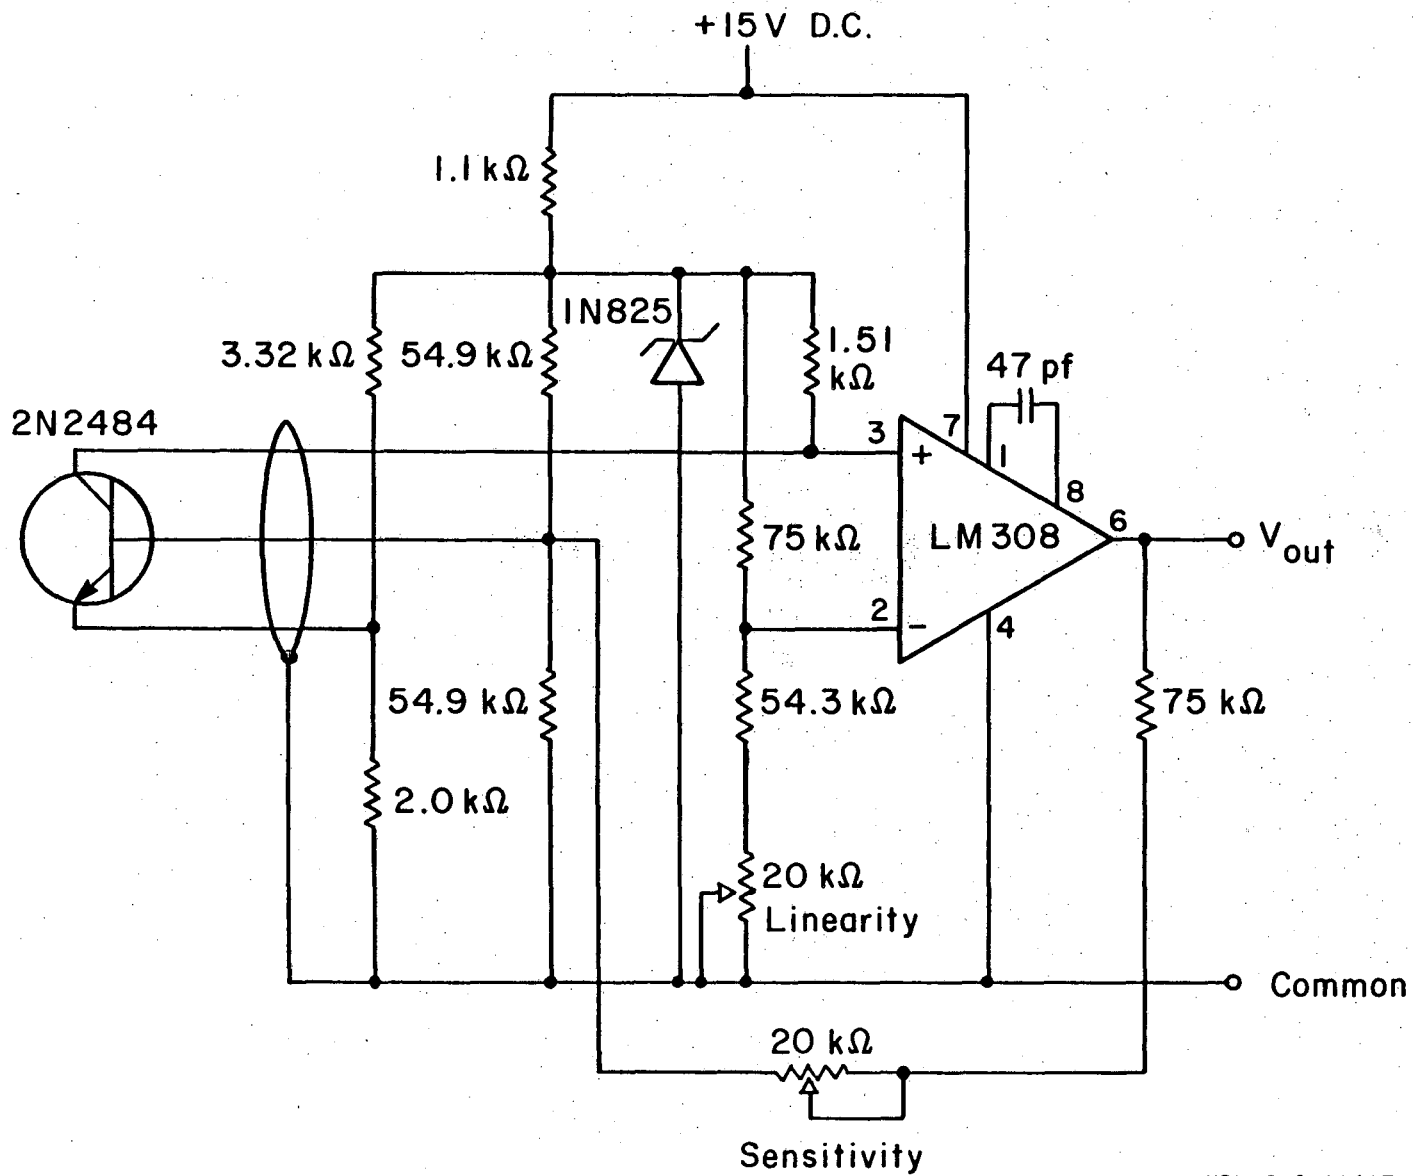 +15V D.C.
1.1 kΩ
1N825
3.32 kΩ
54.9 kΩ
1.51
kΩ
47 pf
2N2484
3
7
+
1
8
75 kΩ
LM 308
6
V out
2
−
4
54.9 kΩ
54.3 kΩ
75 kΩ
2.0 kΩ
20 kΩ
Linearity
Common
20 kΩ
Sensitivity